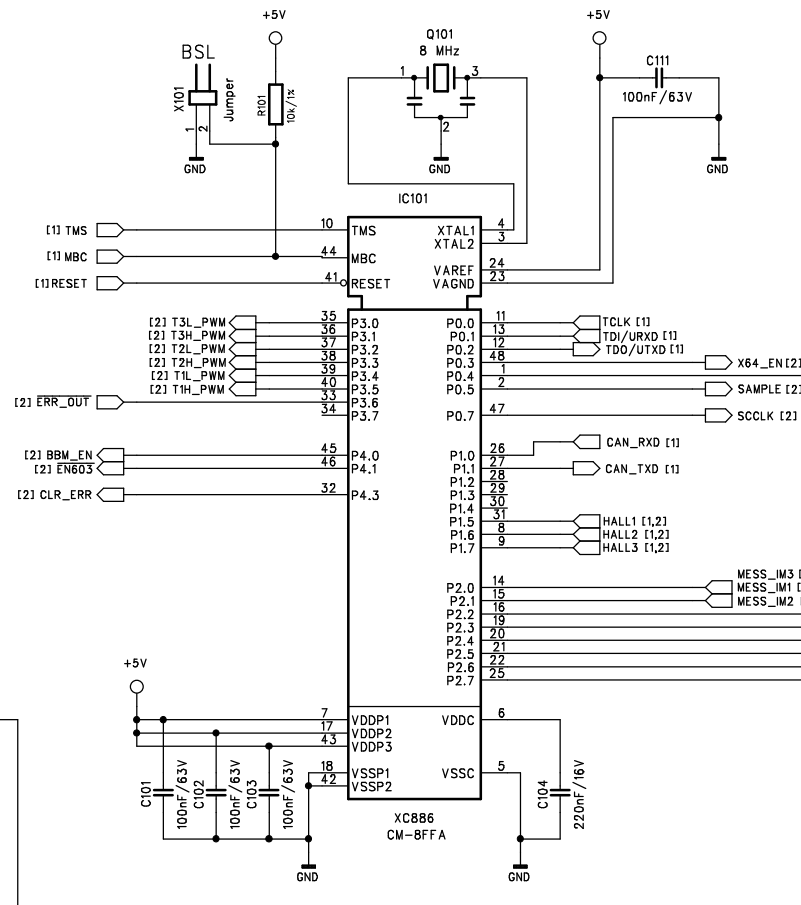 +5V
+5V
Q101
8 MHz
BSL
X101
Jumper
1
2
R101
10k/1%
1
3
2
C111
100nF/63V
GND
GND
GND
IC101
[1] TMS
10
TMS
XTAL1
4
XTAL2
3
[1] MBC
44
MBC
VAREF
24
VAGND
23
[1]RESET
41
RESET
[2] T3L_PWM
35
P3.0
P0.0
11
TCLK [1]
[2] T3H_PWM
36
P3.1
P0.1
13
TDI/URXD [1]
[2] T2L_PWM
37
P3.2
P0.2
12
TDO/UTXD [1]
[2] T2H_PWM
38
P3.3
P0.3
48
X64_EN[2]
[2] T1L_PWM
39
P3.4
P0.4
1
[2] T1H_PWM
40
P3.5
P0.5
2
SAMPLE [2]
[2] ERR_OUT
33
P3.6
34
P3.7
P0.7
47
SCCLK [2]
CAN_RXD [1]
[2] BBM_EN
45
P4.0
P1.0
26
[2] EN603
46
P4.1
P1.1
27
CAN_TXD [1]
P1.2
28
P1.3
29
[2] CLR_ERR
32
P4.3
P1.4
30
P1.5
31
HALL1 [1,2]
P1.6
8
HALL2 [1,2]
P1.7
9
HALL3 [1,2]
MESS_IM3 [
P2.0
14
MESS_IM1 [
P2.1
15
MESS_IM2
P2.2
16
P2.3
19
P2.4
20
P2.5
21
P2.6
22
P2.7
25
+5V
7
VDDP1
VDDC
6
17
VDDP2
43
VDDP3
18
VSSP1
VSSC
5
42
VSSP2
C101
100nF/63V
C102
100nF/63V
C103
100nF/63V
C104
220nF/16V
XC886
CM-8FFA
GND
GND